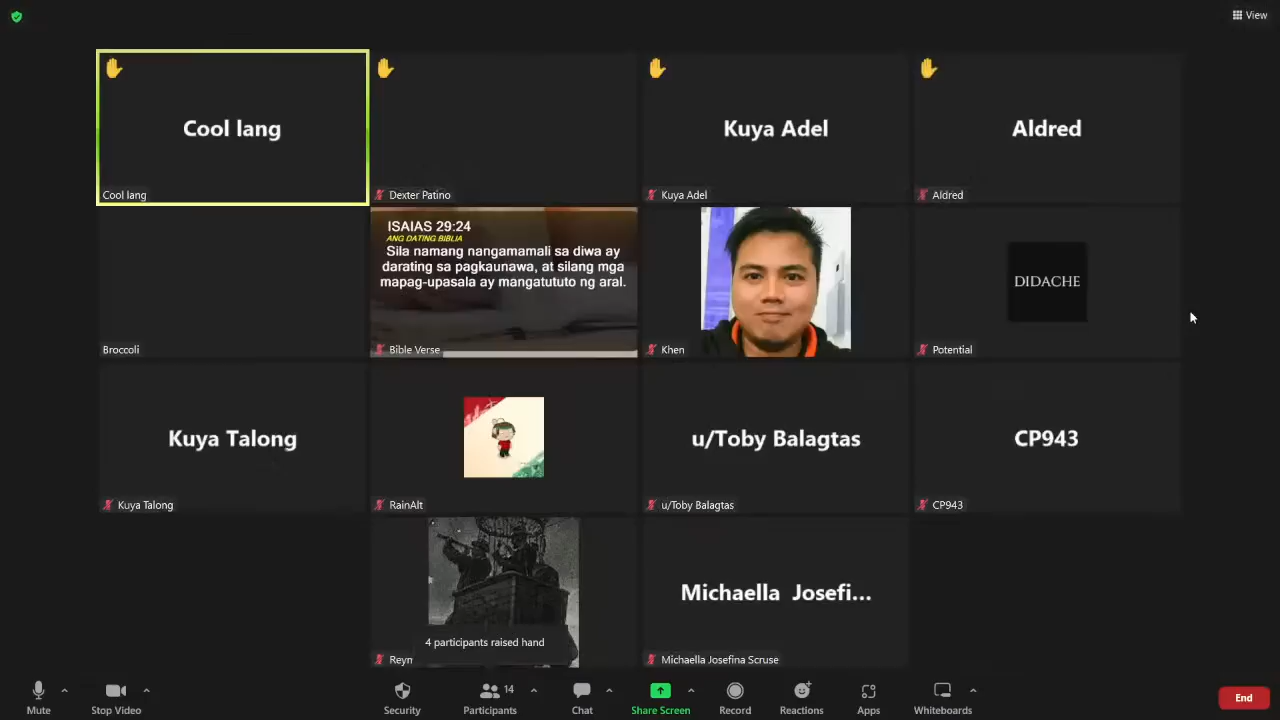 View
Cool lang
Cool lang
Dexter Patino
Kuya Adel
Kuya Adel
Aldred
Aldred
Broccoli
ISAIAS 29:24
ANG DATING BIBLIA
Sila namang nangamamali sa diwa ay
darating sa pagkaunawa, at silang mga
mapag-upasala ay mangatututo ng aral.
Bible Verse
Khen
DIDACHE
Potential
Kuya Talong
Kuya Talong
RainAlt
u/Toby Balagtas
u/Toby Balagtas
CP943
CP943
4 participants raised hand
Reyn
Michaella Josefi...
Michaella Josefina Scruse
Mute
Stop Video
Security
Participants
14
Chat
Share Screen
Record
Reactions
Apps
Whiteboards
End